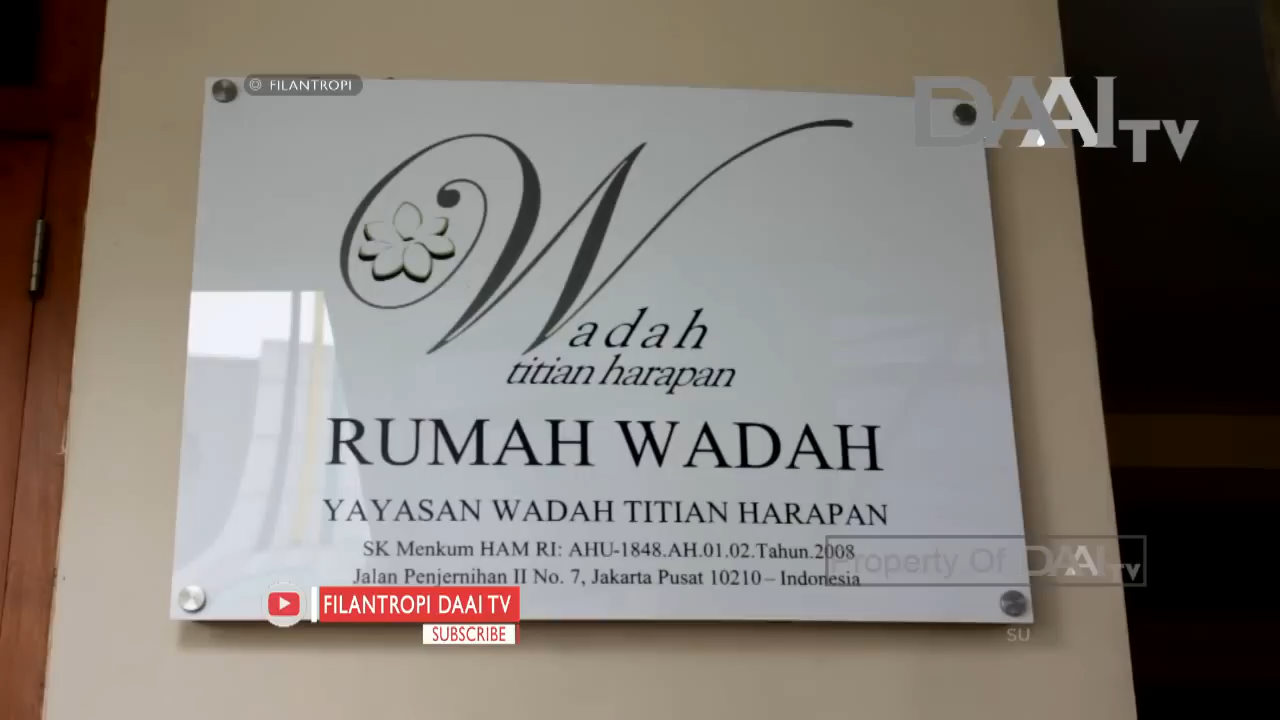 © FILANTROPI
DAAI TV
Wadah
titian harapan
RUMAH WADAH
YAYASAN WADAH TITIAN HARAPAN
SK Menkum HAM RI: AHU-1848.AH.01.02.Tahun.2008
Jalan Penjernihan II No. 7, Jakarta Pusat 10210 – Indonesia
Property Of DAAI TV
FILANTROPI DAAI TV
SUBSCRIBE
SU